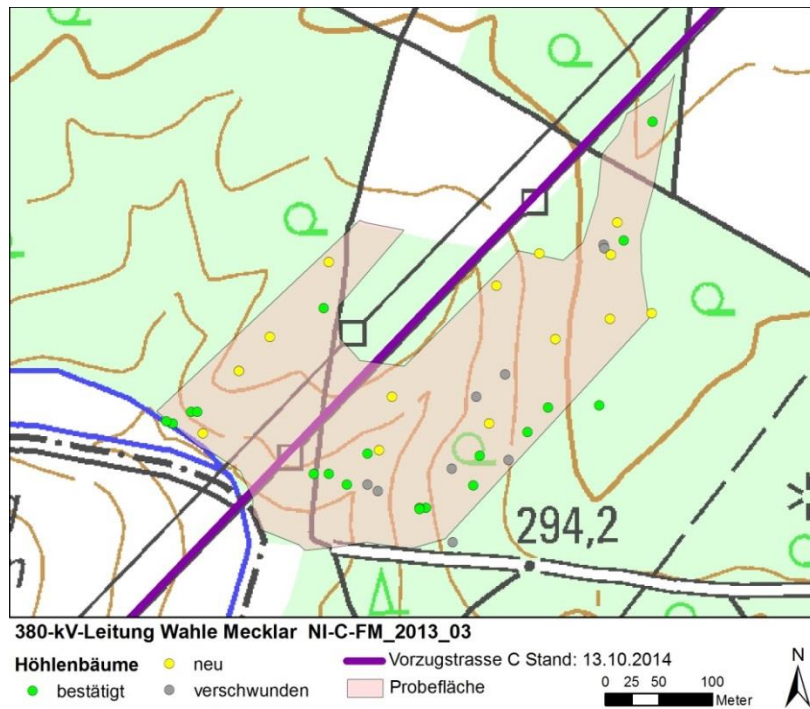 294,2
380-kV-Leitung Wahle Mecklar NI-C-FM_2013_03
Höhlenbäume
neu
Vorzugstrasse C Stand: 13.10.2014
bestätigt
verschwunden
Probefläche
0 25 50 100
Meter
N